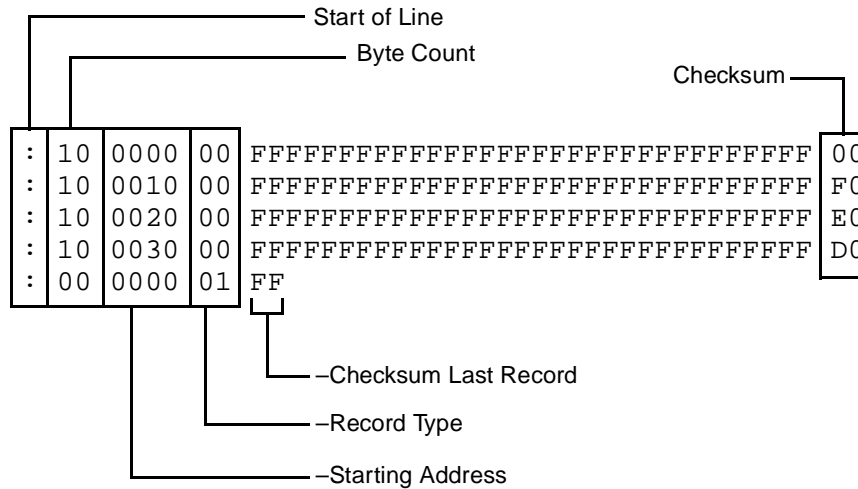 Start of Line
Byte Count
Checksum
: 10 0000 00 FFFFFFFFFFFFFFFFFFFFFFFFFFFFFFFF 00
: 10 0010 00 FFFFFFFFFFFFFFFFFFFFFFFFFFFFFFFF F0
: 10 0020 00 FFFFFFFFFFFFFFFFFFFFFFFFFFFFFFFF E0
: 10 0030 00 FFFFFFFFFFFFFFFFFFFFFFFFFFFFFFFF D0
: 00 0000 01 FF
–Checksum Last Record
–Record Type
–Starting Address